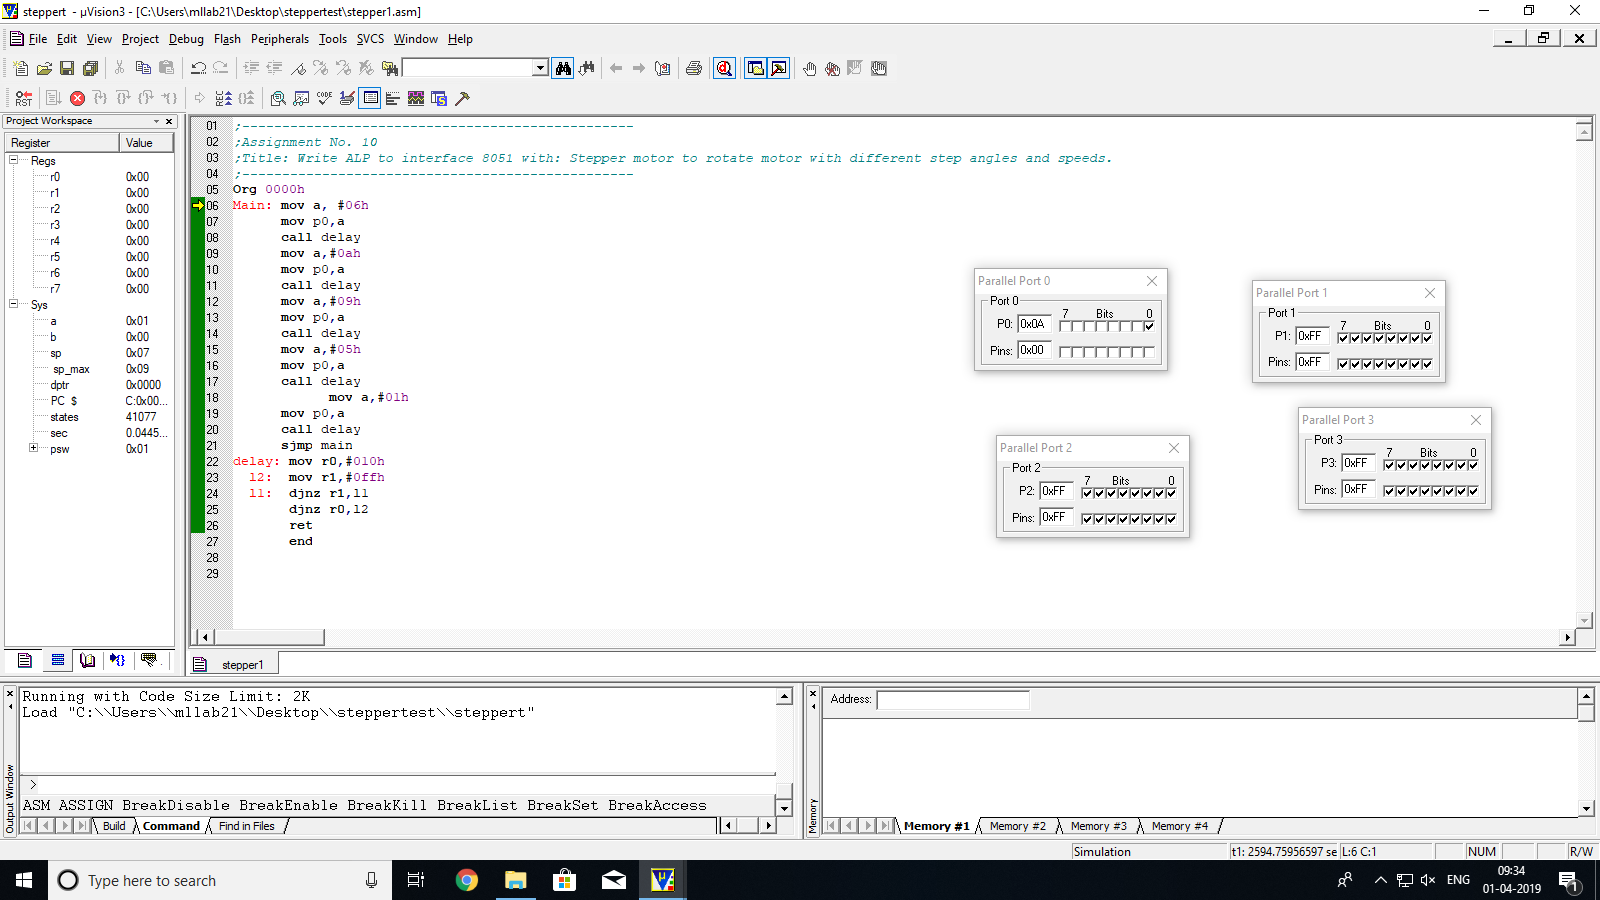 steppert - µVision3 - [C:\Users\mllab21\Desktop\steppertest\stepper1.asm]
File Edit View Project Debug Flash Peripherals Tools SVCS Window Help
RST
REC
CODE
Project Workspace
Register Value
Regs
r0 0x00
r1 0x00
r2 0x00
r3 0x00
r4 0x00
r5 0x00
r6 0x00
r7 0x00
Sys
a 0x01
b 0x00
sp 0x07
sp_max 0x09
dptr 0x0000
PC $ C:0x00...
states 41077
sec 0.0445...
psw 0x01
01 ;-------------------------------------------------
02 ;Assignment No. 10
03 ;Title: Write ALP to interface 8051 with: Stepper motor to rotate motor with different step angles and speeds.
04 ;-------------------------------------------------
05 Org 0000h
06 Main: mov a, #06h
07 mov p0,a
08 call delay
09 mov a,#0ah
10 mov p0,a
11 call delay
12 mov a,#09h
13 mov p0,a
14 call delay
15 mov a,#05h
16 mov p0,a
17 call delay
18 mov a,#01h
19 mov p0,a
20 call delay
21 sjmp main
22 delay: mov r0,#010h
23 l2: mov r1,#0ffh
24 l1: djnz r1,l1
25 djnz r0,l2
26 ret
27 end
28
29
Parallel Port 0
Port 0
7 Bits 0
P0: 0x0A
Pins: 0x00
Parallel Port 1
Port 1
7 Bits 0
P1: 0xFF
Pins: 0xFF
Parallel Port 2
Port 2
7 Bits 0
P2: 0xFF
Pins: 0xFF
Parallel Port 3
Port 3
7 Bits 0
P3: 0xFF
Pins: 0xFF
stepper1
Output Window
Running with Code Size Limit: 2K
Load "C:\\Users\\mllab21\\Desktop\\steppertest\\steppert"
>
ASM ASSIGN BreakDisable BreakEnable BreakKill BreakList BreakSet BreakAccess
Build Command Find in Files
Memory
Address:
Memory #1 Memory #2 Memory #3 Memory #4
Simulation t1: 2594.75956597 se L:6 C:1 NUM R/W
Type here to search
ENG
09:34
01-04-2019
1